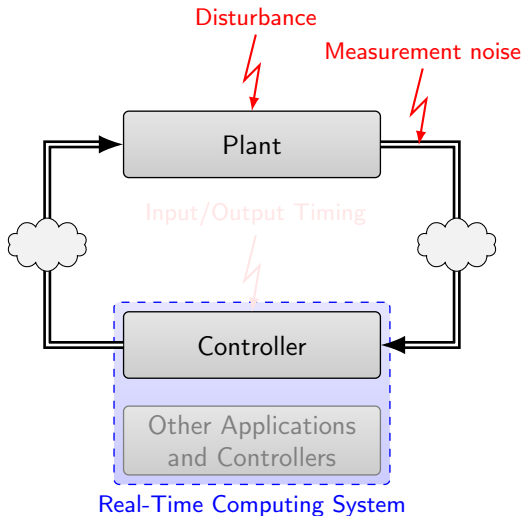 Disturbance
Measurement noise
Plant
Input/Output Timing
Controller
Other Applications
and Controllers
Real-Time Computing System